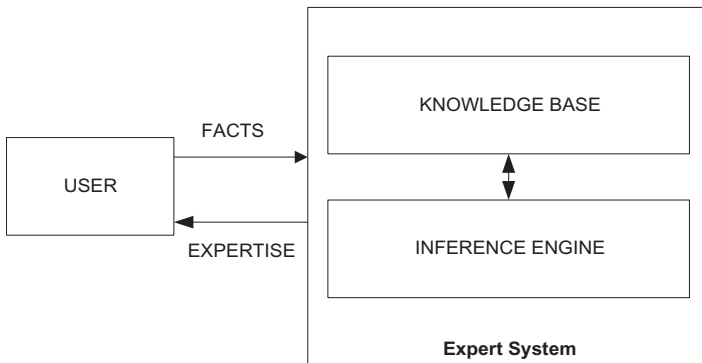 KNOWLEDGE BASE
FACTS
USER
EXPERTISE
INFERENCE ENGINE
Expert System